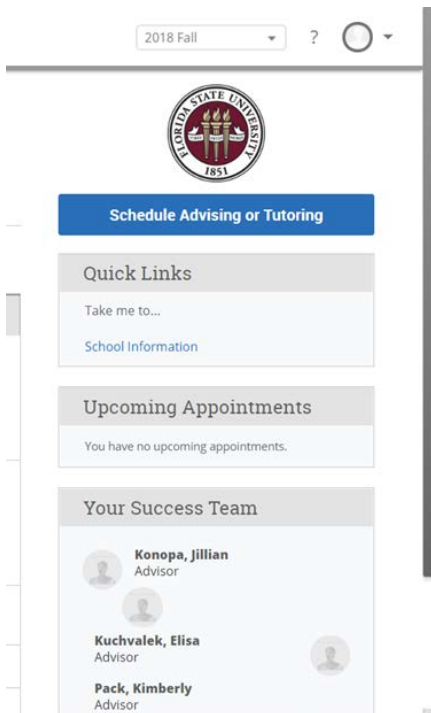 2018 Fall
?
FLORIDA STATE UNIVERSITY
1851
Schedule Advising or Tutoring
Quick Links
Take me to...
School Information
Upcoming Appointments
You have no upcoming appointments.
Your Success Team
Konopa, Jillian
Advisor
Kuchvalek, Elisa
Advisor
Pack, Kimberly
Advisor